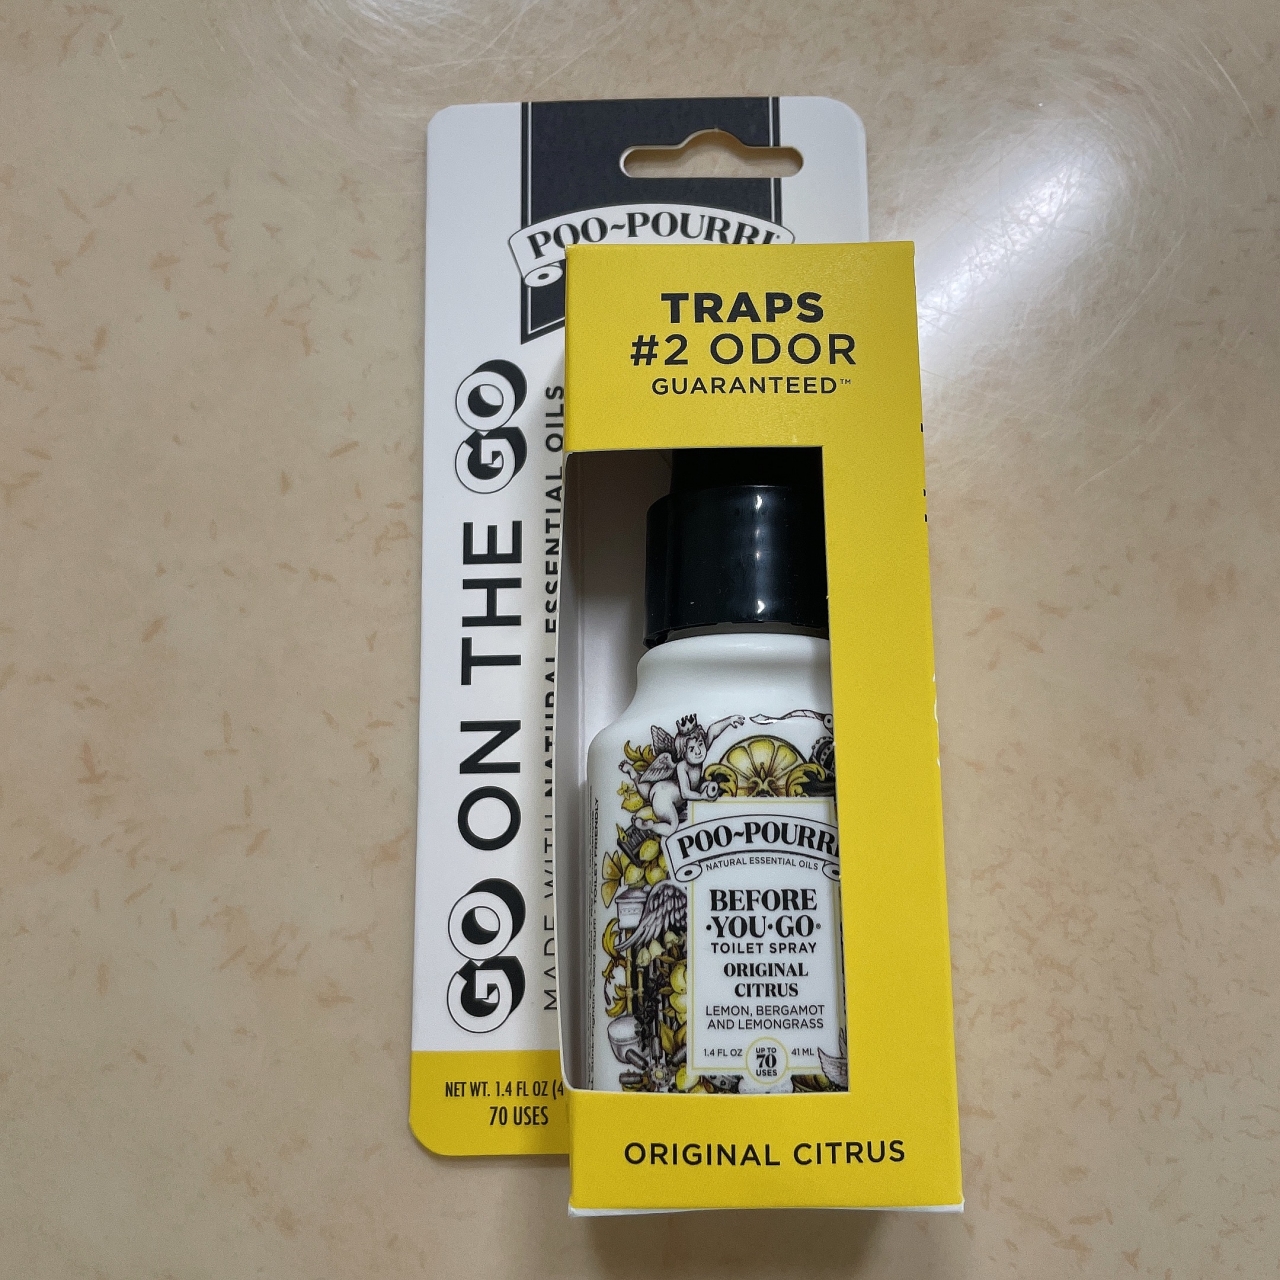 POO~POURRI
TRAPS
#2 ODOR
GUARANTEED™
GO ON THE GO
MADE WITH NATURAL ESSENTIAL OILS
POO~POURRI
NATURAL ESSENTIAL OILS
BEFORE
·YOU·GO®
TOILET SPRAY
ORIGINAL
CITRUS
LEMON, BERGAMOT
AND LEMONGRASS
1.4 FL OZ
UP TO
70
USES
41 ML
NET WT. 1.4 FL OZ (4
70 USES
ORIGINAL CITRUS